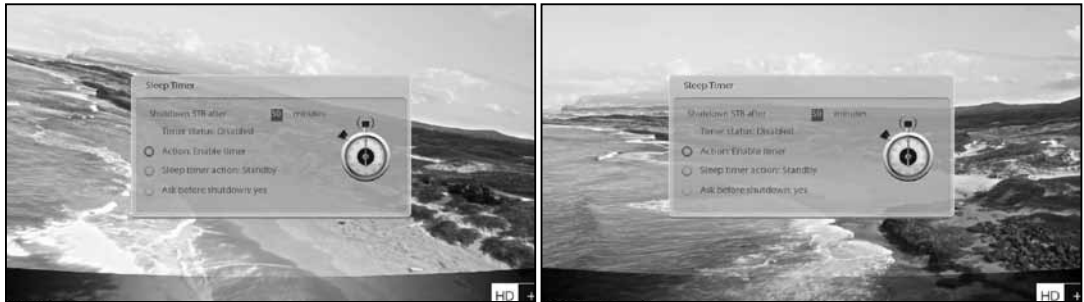 Sleep Timer
Shutdown STB after 30 minutes
Timer status: Disabled
Action: Enable timer
Sleep timer action: Standby
Ask before shutdown: yes
HD +
Sleep Timer
Shutdown STB after 30 minutes
Timer status: Disabled
Action: Enable timer
Sleep timer action: Standby
Ask before shutdown: yes
HD +